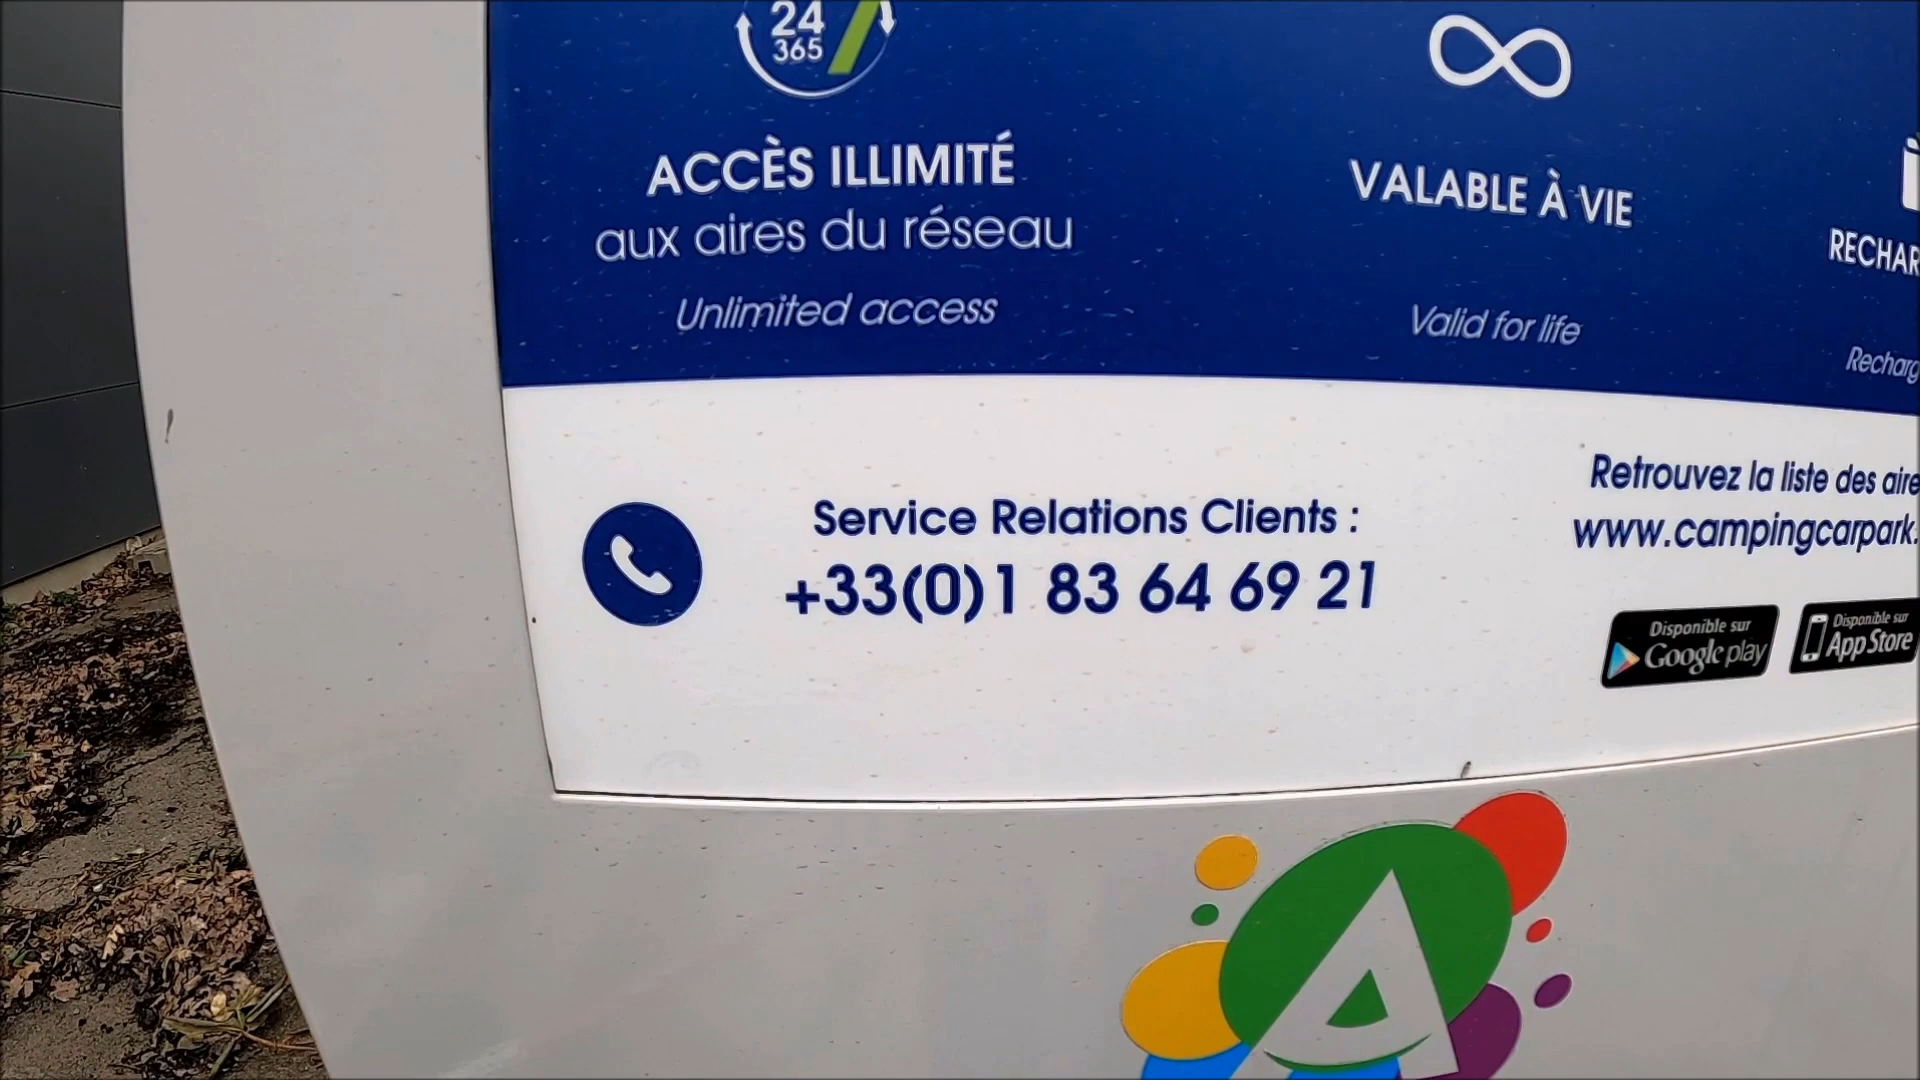 24
365
7
ACCÈS ILLIMITÉ
aux aires du réseau
Unlimited access
VALABLE À VIE
Valid for life
RECHAR
Recharg
Service Relations Clients :
+33(0)1 83 64 69 21
Retrouvez la liste des aire
www.campingcarpark.
Disponible sur
Google play
Disponible sur
App Store
A